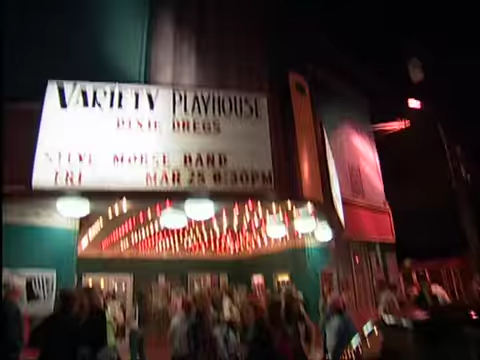 VARIETY PLAYHOUSE
DIXIE DREGS
STEVE MORSE BAND
FRI MAR 25 8:30PM